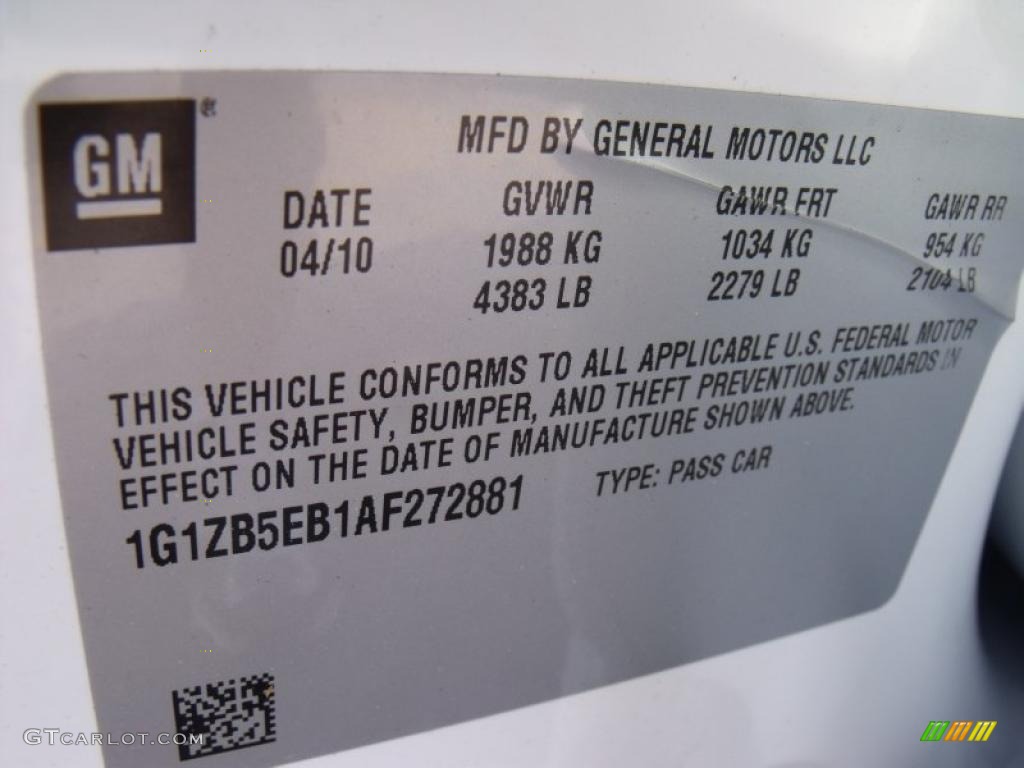 GM®
MFD BY GENERAL MOTORS LLC
DATE GVWR GAWR FRT GAWR RR
04/10 1988 KG 1034 KG 954 KG
4383 LB 2279 LB 2104 LB
THIS VEHICLE CONFORMS TO ALL APPLICABLE U.S. FEDERAL MOTOR
VEHICLE SAFETY, BUMPER, AND THEFT PREVENTION STANDARDS IN
EFFECT ON THE DATE OF MANUFACTURE SHOWN ABOVE.
1G1ZB5EB1AF272881 TYPE: PASS CAR
GTCARLOT.COM